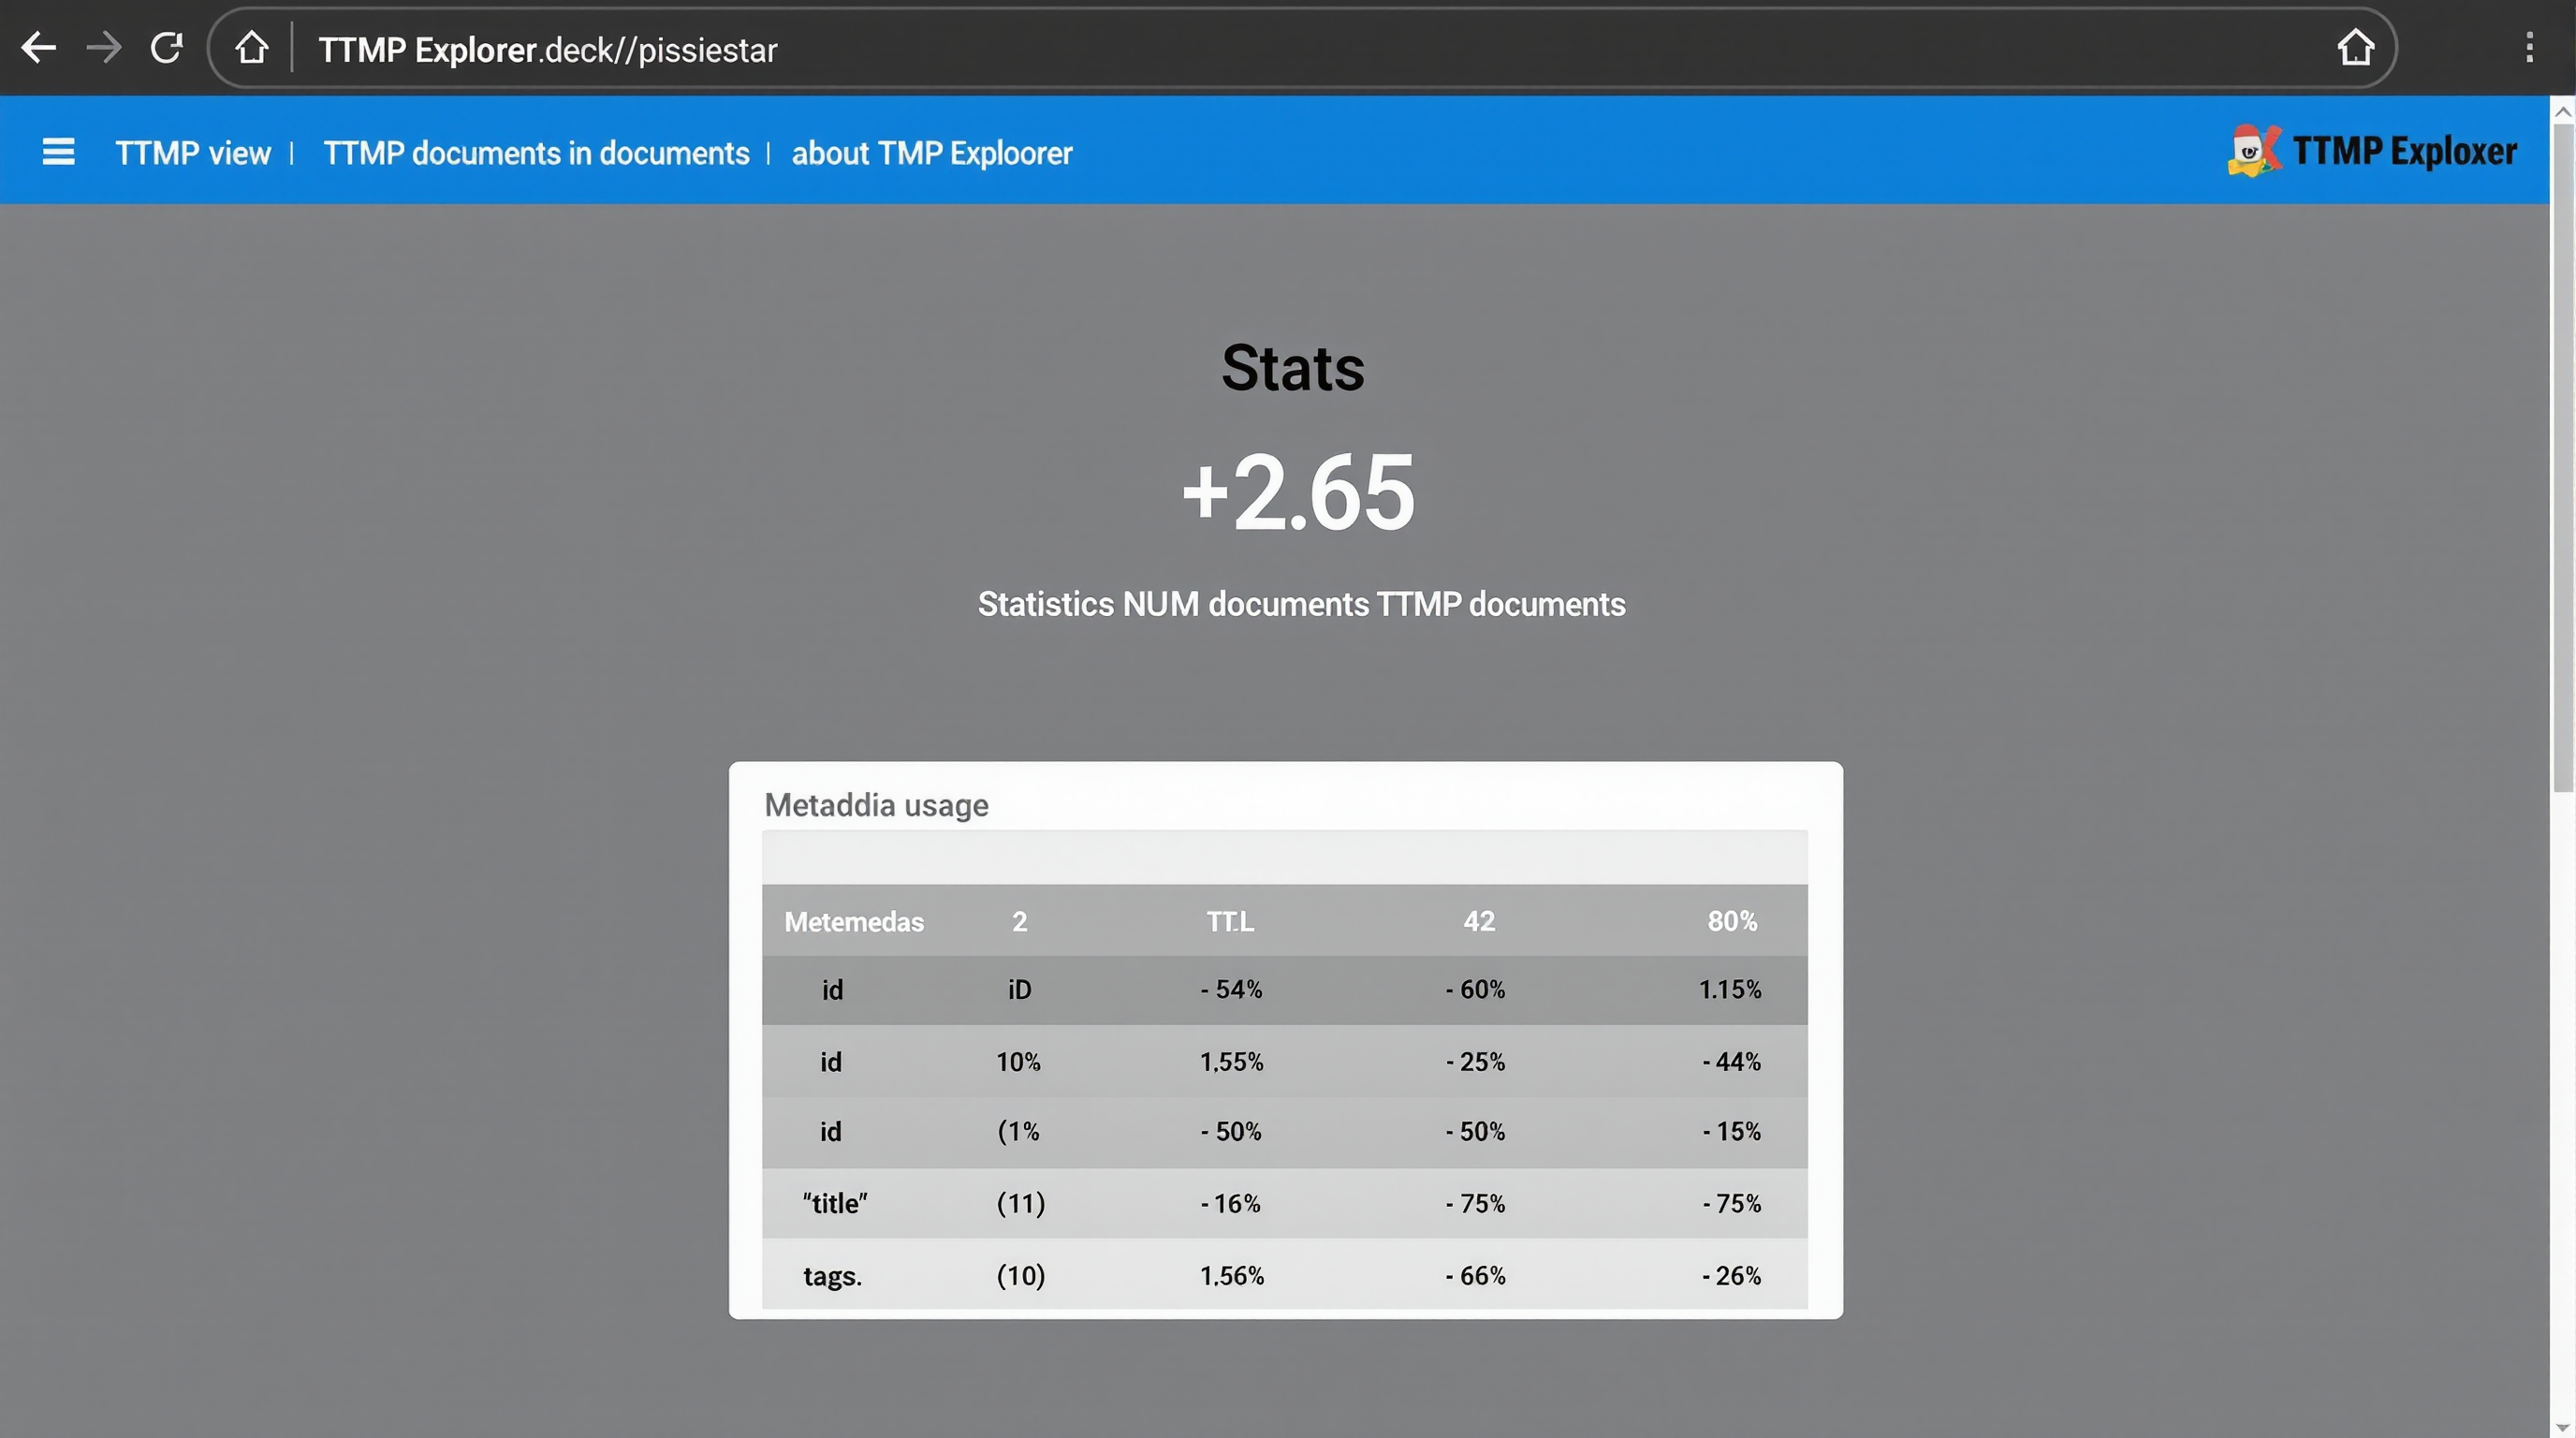 TTMP Explorer.deck//pissiestar
TTMP view | TTMP documents in documents | about TMP Exploorer
TTMP Exploxer
Stats
+2.65
Statistics NUM documents TTMP documents
Metaddia usage
Metemedas 2 TT.L 42 80%
id iD - 54% - 60% 1.15%
id 10% 1.55% - 25% - 44%
id (1% - 50% - 50% - 15%
"title" (11) - 16% - 75% - 75%
tags. (10) 1.56% - 66% - 26%